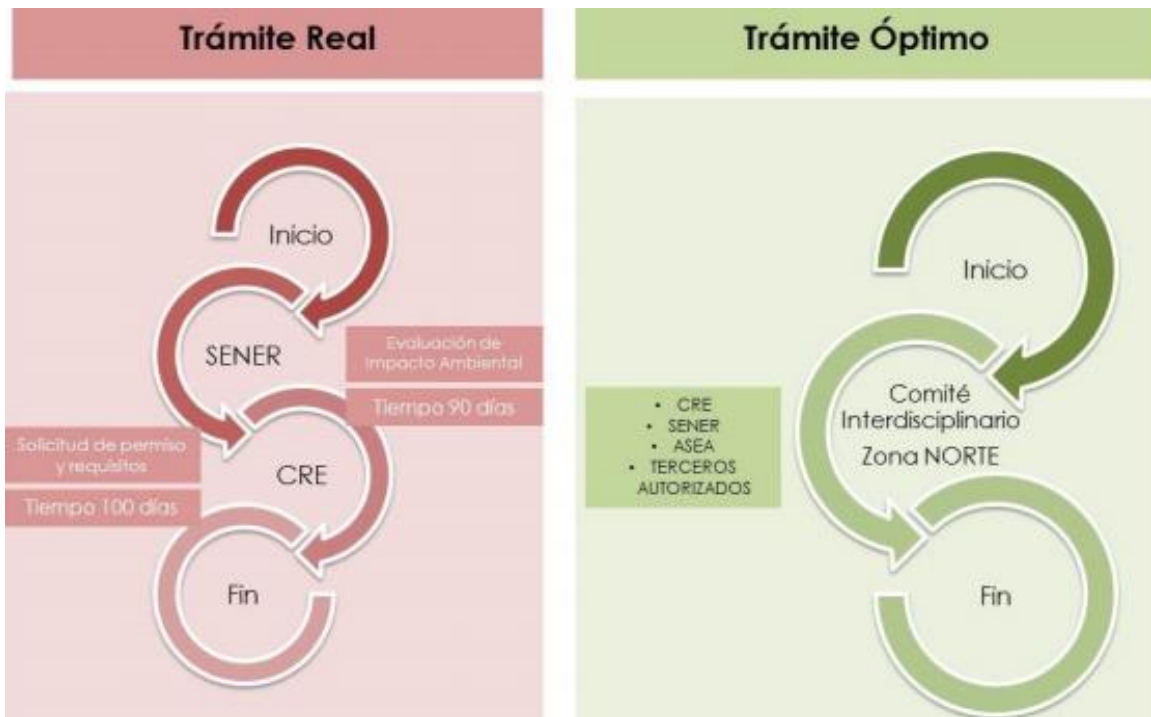 Trámite Real
Inicio
SENER
Evaluación de
Impacto Ambiental
Tiempo 90 días
Solicitud de permiso
y requisitos
Tiempo 100 días
CRE
Fin
Trámite Óptimo
Inicio
Comité
Interdisciplinario
Zona NORTE
• CRE
• SENER
• ASEA
• TERCEROS
AUTORIZADOS
Fin